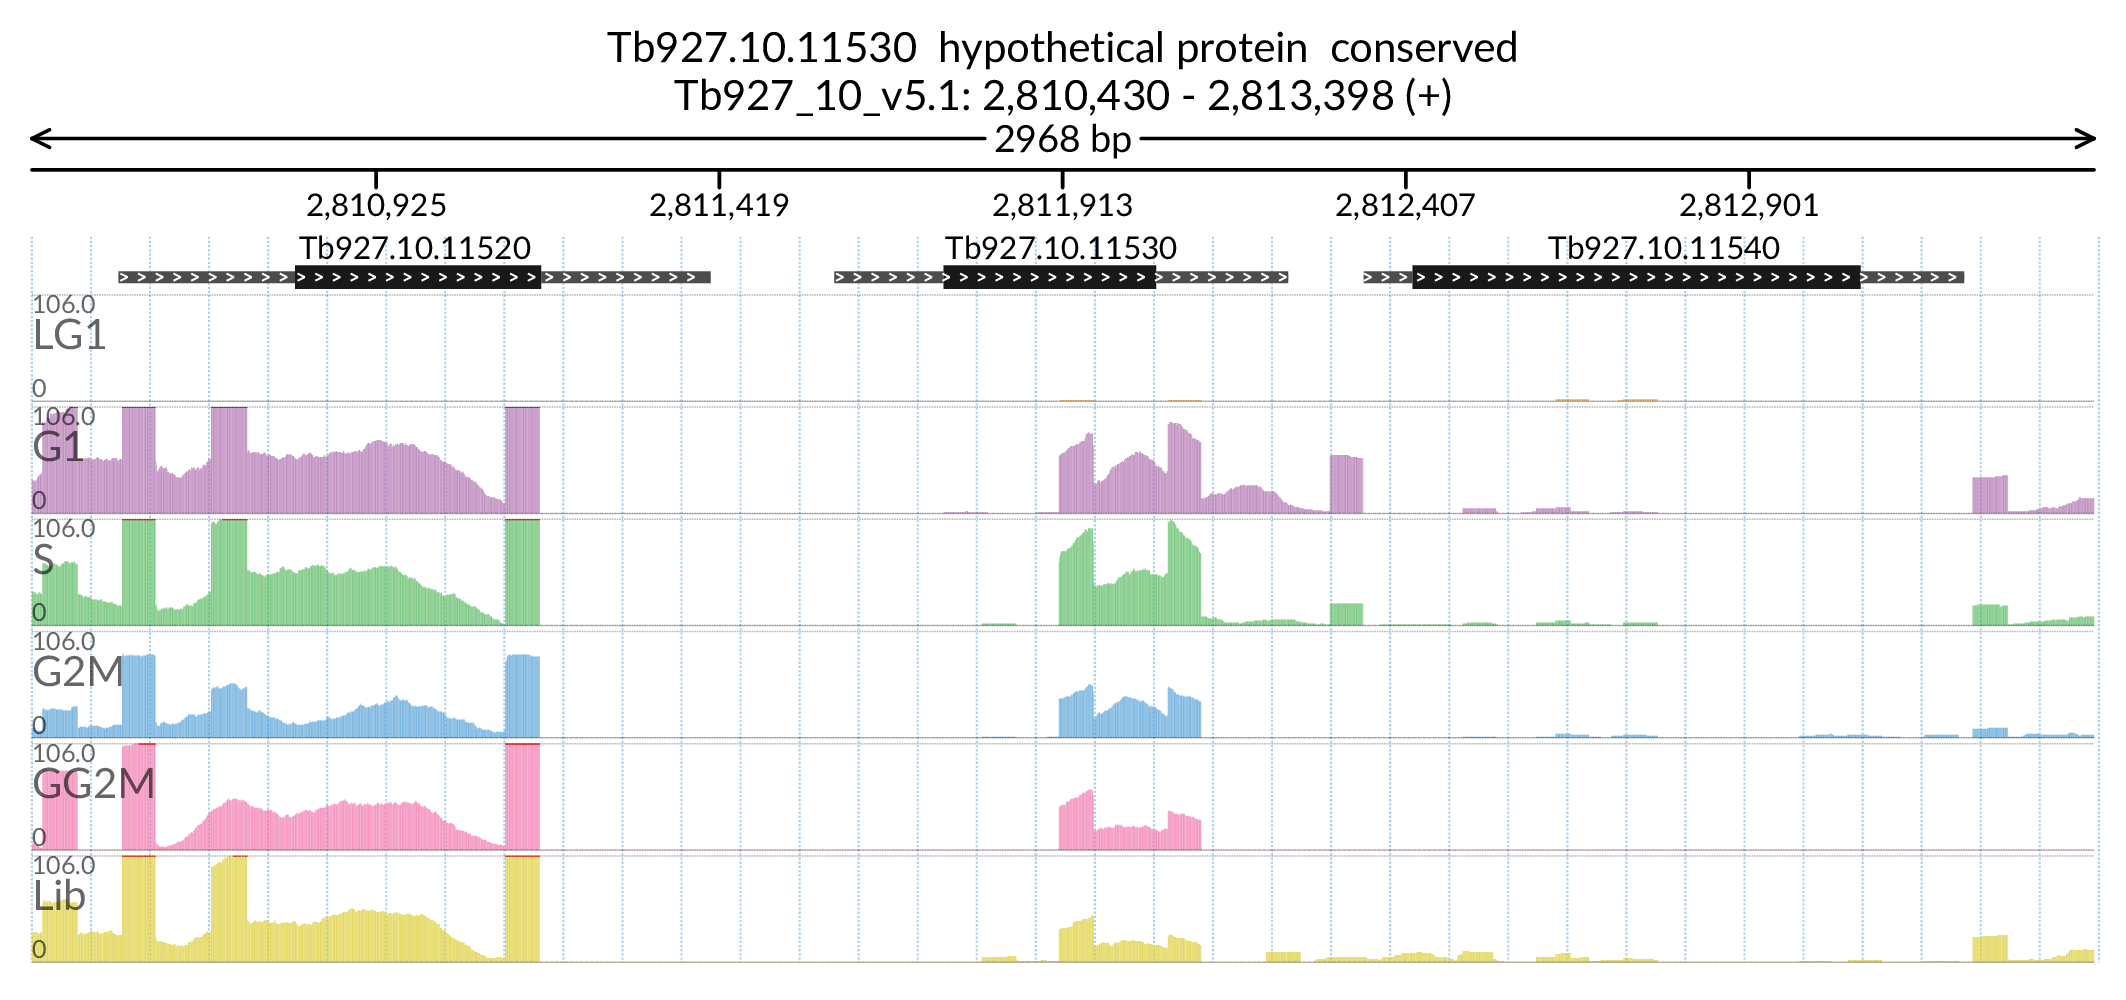 Tb927.10.11530 hypothetical protein conserved
Tb927_10_v5.1: 2,810,430 - 2,813,398 (+)
2968 bp
2,810,925 2,811,419 2,811,913 2,812,407 2,812,901
Tb927.10.11520 Tb927.10.11530 Tb927.10.11540
106.0
LG1
0
106.0
G1
0
106.0
S
0
106.0
G2M
0
106.0
GG2M
0
106.0
Lib
0